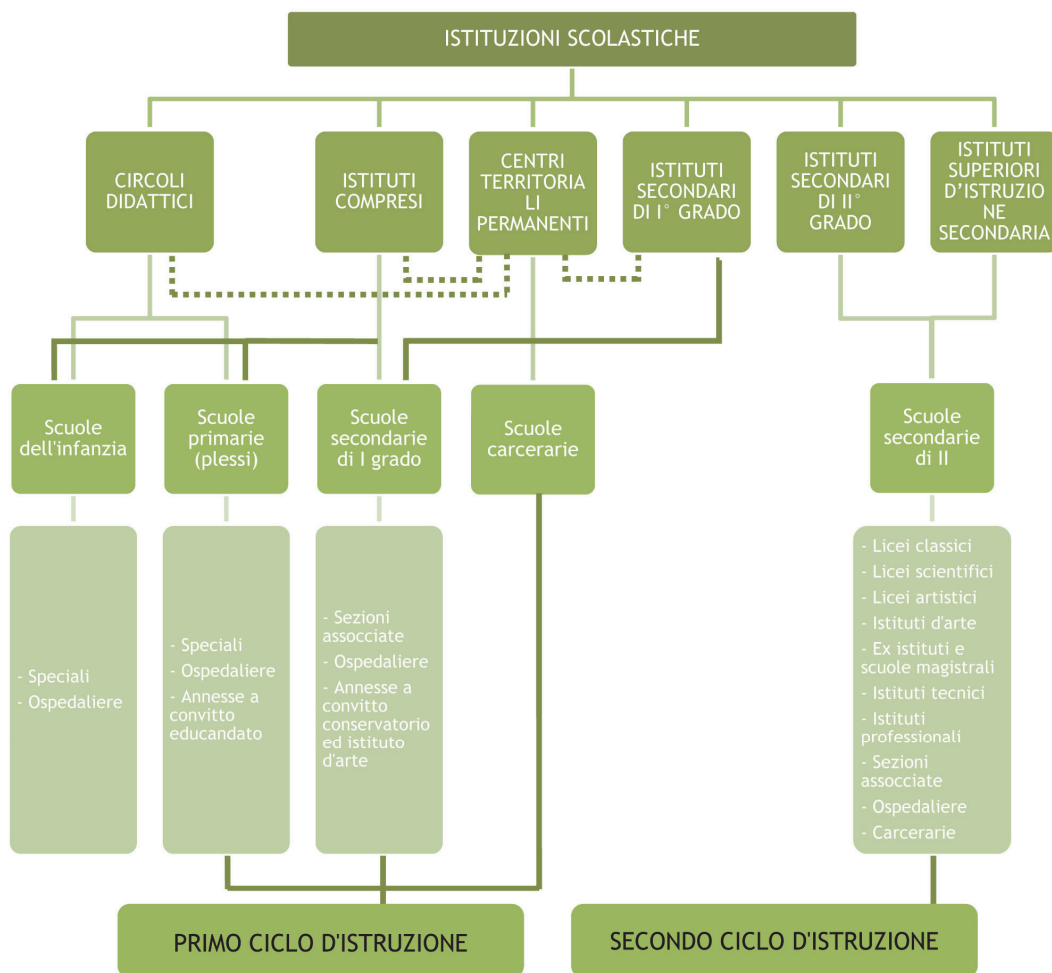 ISTITUZIONI SCOLASTICHE
CIRCOLI
DIDATTICI
ISTITUTI
COMPRESI
CENTRI
TERRITORIA
LI
PERMANENTI
ISTITUTI
SECONDARI
DI I° GRADO
ISTITUTI
SECONDARI
DI II°
GRADO
ISTITUTI
SUPERIORI
D'ISTRUZIO
NE
SECONDARIA
Scuole
dell'infanzia
Scuole
primarie
(plessi)
Scuole
secondarie
di I grado
Scuole
carcerarie
Scuole
secondarie
di II
- Speciali
- Ospedaliere
- Speciali
- Ospedaliere
- Annesse a
convitto
educandato
- Sezioni
assocciate
- Ospedaliere
- Annesse a
convitto
conservatorio
ed istituto
d'arte
- Licei classici
- Licei scientifici
- Licei artistici
- Istituti d'arte
- Ex istituti e
scuole magistrali
- Istituti tecnici
- Istituti
professionali
- Sezioni
assocciate
- Ospedaliere
- Carcerarie
PRIMO CICLO D'ISTRUZIONE
SECONDO CICLO D'ISTRUZIONE